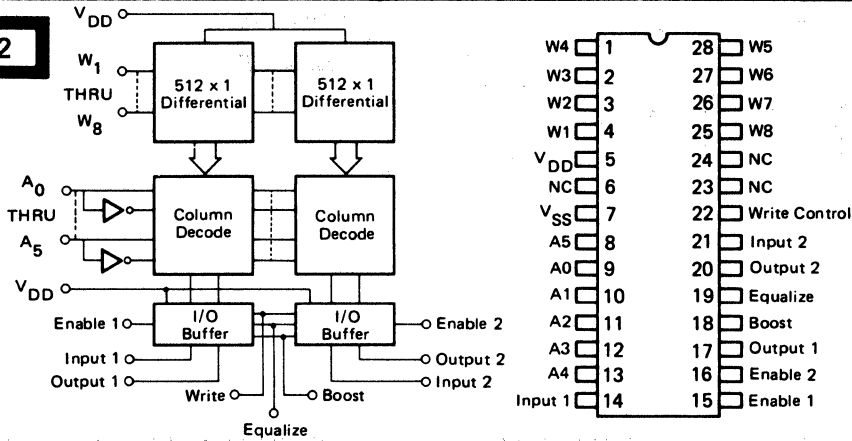 2
VDD
W1
THRU
W8
512 x 1
Differential
512 x 1
Differential
A0
THRU
A5
Column
Decode
Column
Decode
VDD
I/O
Buffer
I/O
Buffer
Enable 1
Enable 2
Input 1
Output 2
Output 1
Input 2
Write
Boost
Equalize
W4 1 28 W5
W3 2 27 W6
W2 3 26 W7
W1 4 25 W8
VDD 5 24 NC
NC 6 23 NC
VSS 7 22 Write Control
A5 8 21 Input 2
A0 9 20 Output 2
A1 10 19 Equalize
A2 11 18 Boost
A3 12 17 Output 1
A4 13 16 Enable 2
Input 1 14 15 Enable 1